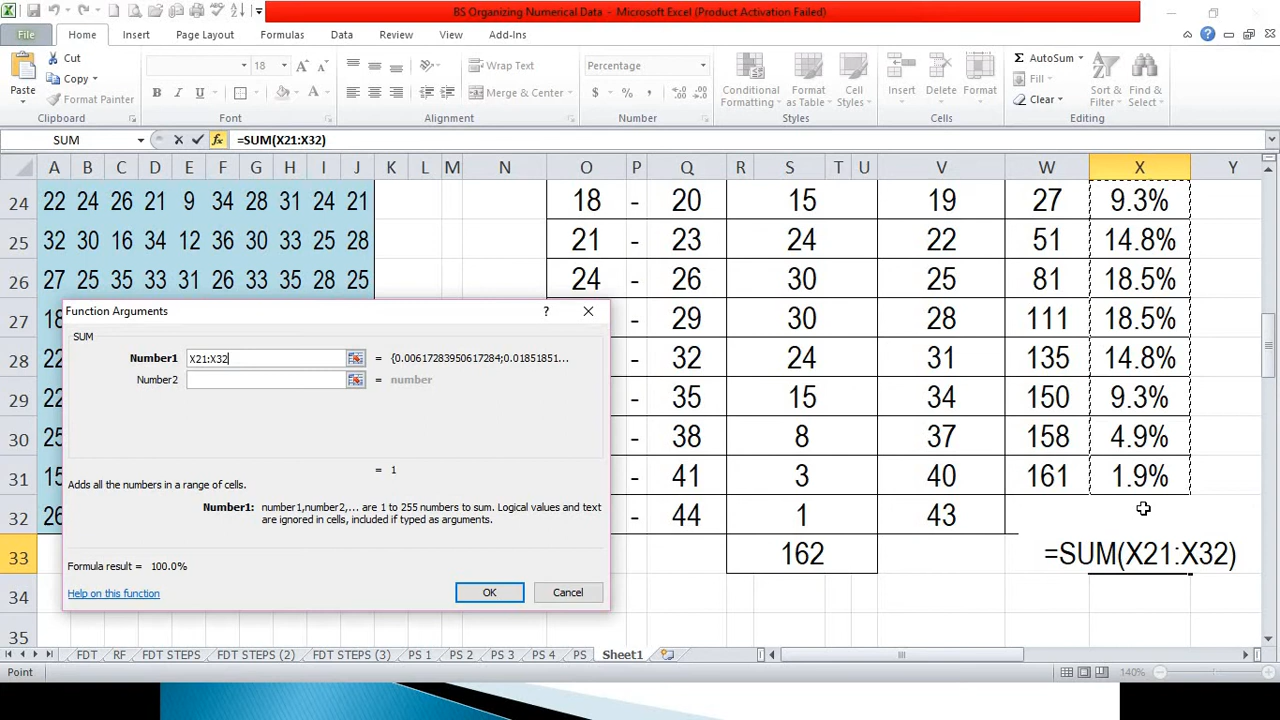 BS Organizing Numerical Data - Microsoft Excel (Product Activation Failed)
File Home Insert Page Layout Formulas Data Review View Add-Ins
Cut
Copy
Format Painter
Paste
Clipboard
18
Font
Wrap Text
Merge & Center
Alignment
Percentage
Number
Conditional Formatting
Format as Table
Cell Styles
Styles
Insert Delete Format
Cells
Σ AutoSum
Fill
Clear
Sort & Filter
Find & Select
Editing
SUM fx =SUM(X21:X32)
A B C D E F G H I J K L M N O P Q R S T U V W X Y
24 22 24 26 21 9 34 28 31 24 21 18 - 20 15 19 27 9.3%
25 32 30 16 34 12 36 30 33 25 28 21 - 23 24 22 51 14.8%
26 27 25 35 33 31 26 33 35 28 25 24 - 26 30 25 81 18.5%
27 18 - 29 30 28 111 18.5%
28 22 - 32 24 31 135 14.8%
29 22 - 35 15 34 150 9.3%
30 25 - 38 8 37 158 4.9%
31 15 - 41 3 40 161 1.9%
32 26 - 44 1 43
33 162 =SUM(X21:X32)
34
35
Function Arguments ?
SUM
Number1 X21:X32 = {0.00617283950617284;0.01851851...
Number2 = number
= 1
Adds all the numbers in a range of cells.
Number1: number1,number2,... are 1 to 255 numbers to sum. Logical values and text
are ignored in cells, included if typed as arguments.
Formula result = 100.0%
Help on this function OK Cancel
FDT RF FDT STEPS FDT STEPS (2) FDT STEPS (3) PS 1 PS 2 PS 3 PS 4 PS Sheet1
Point 140%